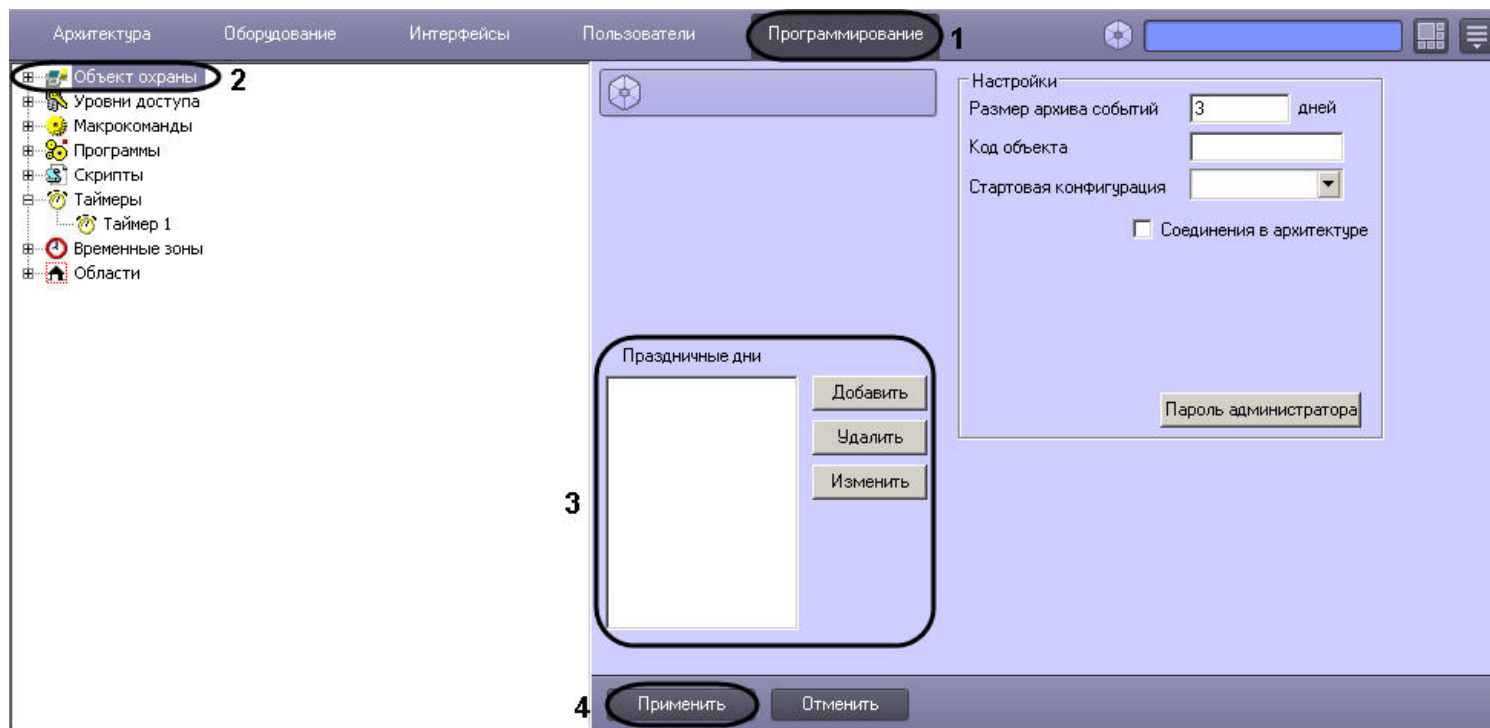 Архитектура Оборудование Интерфейсы Пользователи Программирование 1
Объект охраны 2
Уровни доступа
Макрокоманды
Программы
Скрипты
Таймеры
Таймер 1
Временные зоны
Области
Настройки
Размер архива событий 3 дней
Код объекта
Стартовая конфигурация
Соединения в архитектуре
Пароль администратора
Праздничные дни
Добавить
Удалить
Изменить
3
4 Применить Отменить